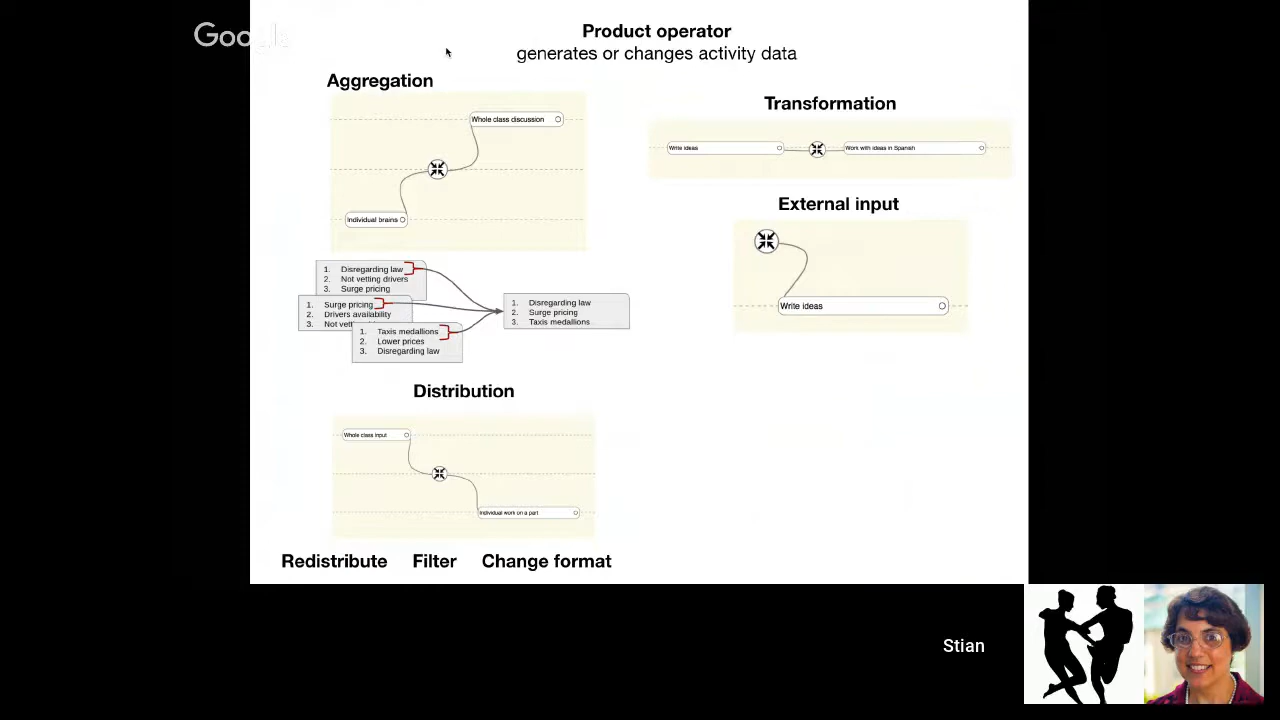 Google
Product operator
generates or changes activity data
Aggregation
Whole class discussion
Individual brains
1. Disregarding law
2. Not vetting drivers
3. Surge pricing
1. Surge pricing
2. Drivers availability
3.
1. Taxis medallions
2. Lower prices
3. Disregarding law
1. Disregarding law
2. Surge pricing
3. Taxis medallions
Distribution
Whole class input
Individual work on a part
Redistribute Filter Change format
Transformation
Write ideas
Work with ideas in Spanish
External input
Write ideas
Stian